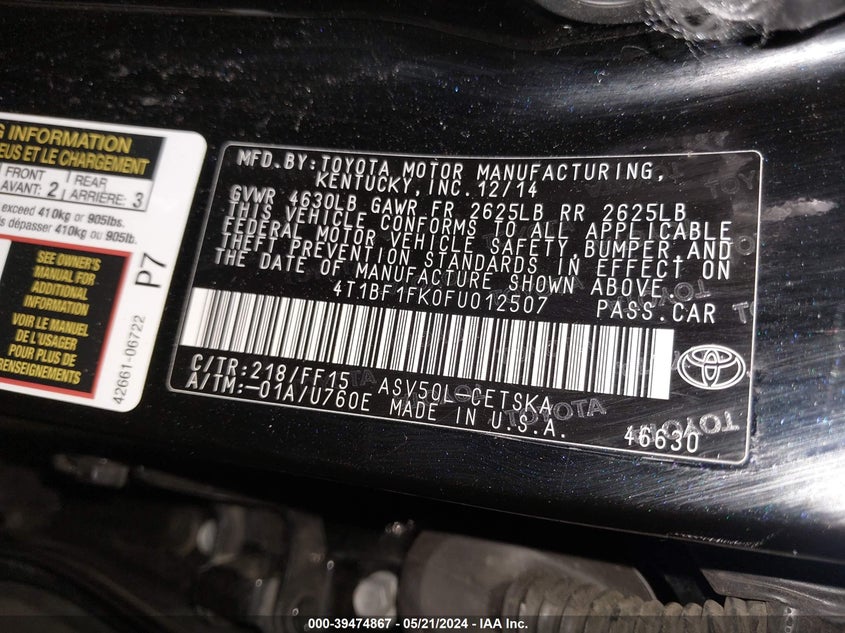 G INFORMATION
EUS ET LE CHARGEMENT
FRONT
AVANT: 2
REAR
ARRIÈRE: 3
exceed 410kg or 905lbs.
dépasser 410kg ou 905lb.
SEE OWNER'S
MANUAL FOR
ADDITIONAL
INFORMATION
VOIR LE MANUEL
DE L'USAGER
POUR PLUS DE
RENSEIGNEMENTS
P7
42661-06722
MFD.BY:TOYOTA MOTOR MANUFACTURING,
KENTUCKY,INC.12/14
GVWR 4630LB GAWR FR 2625LB RR 2625LB
THIS VEHICLE CONFORMS TO ALL APPLICABLE
FEDERAL MOTOR VEHICLE SAFETY,BUMPER,AND
THEFT PREVENTION STANDARDS IN EFFECT ON
THE DATE OF MANUFACTURE SHOWN ABOVE.
4T1BF1FK0FU012507 PASS.CAR
C/TR:218/FF15 ASV50L-CETSKA
A/TM:-01A/U760E MADE IN U.S.A.
46630
TOYOTA
000-39474867 / 05/21/2024 - IAA Inc.